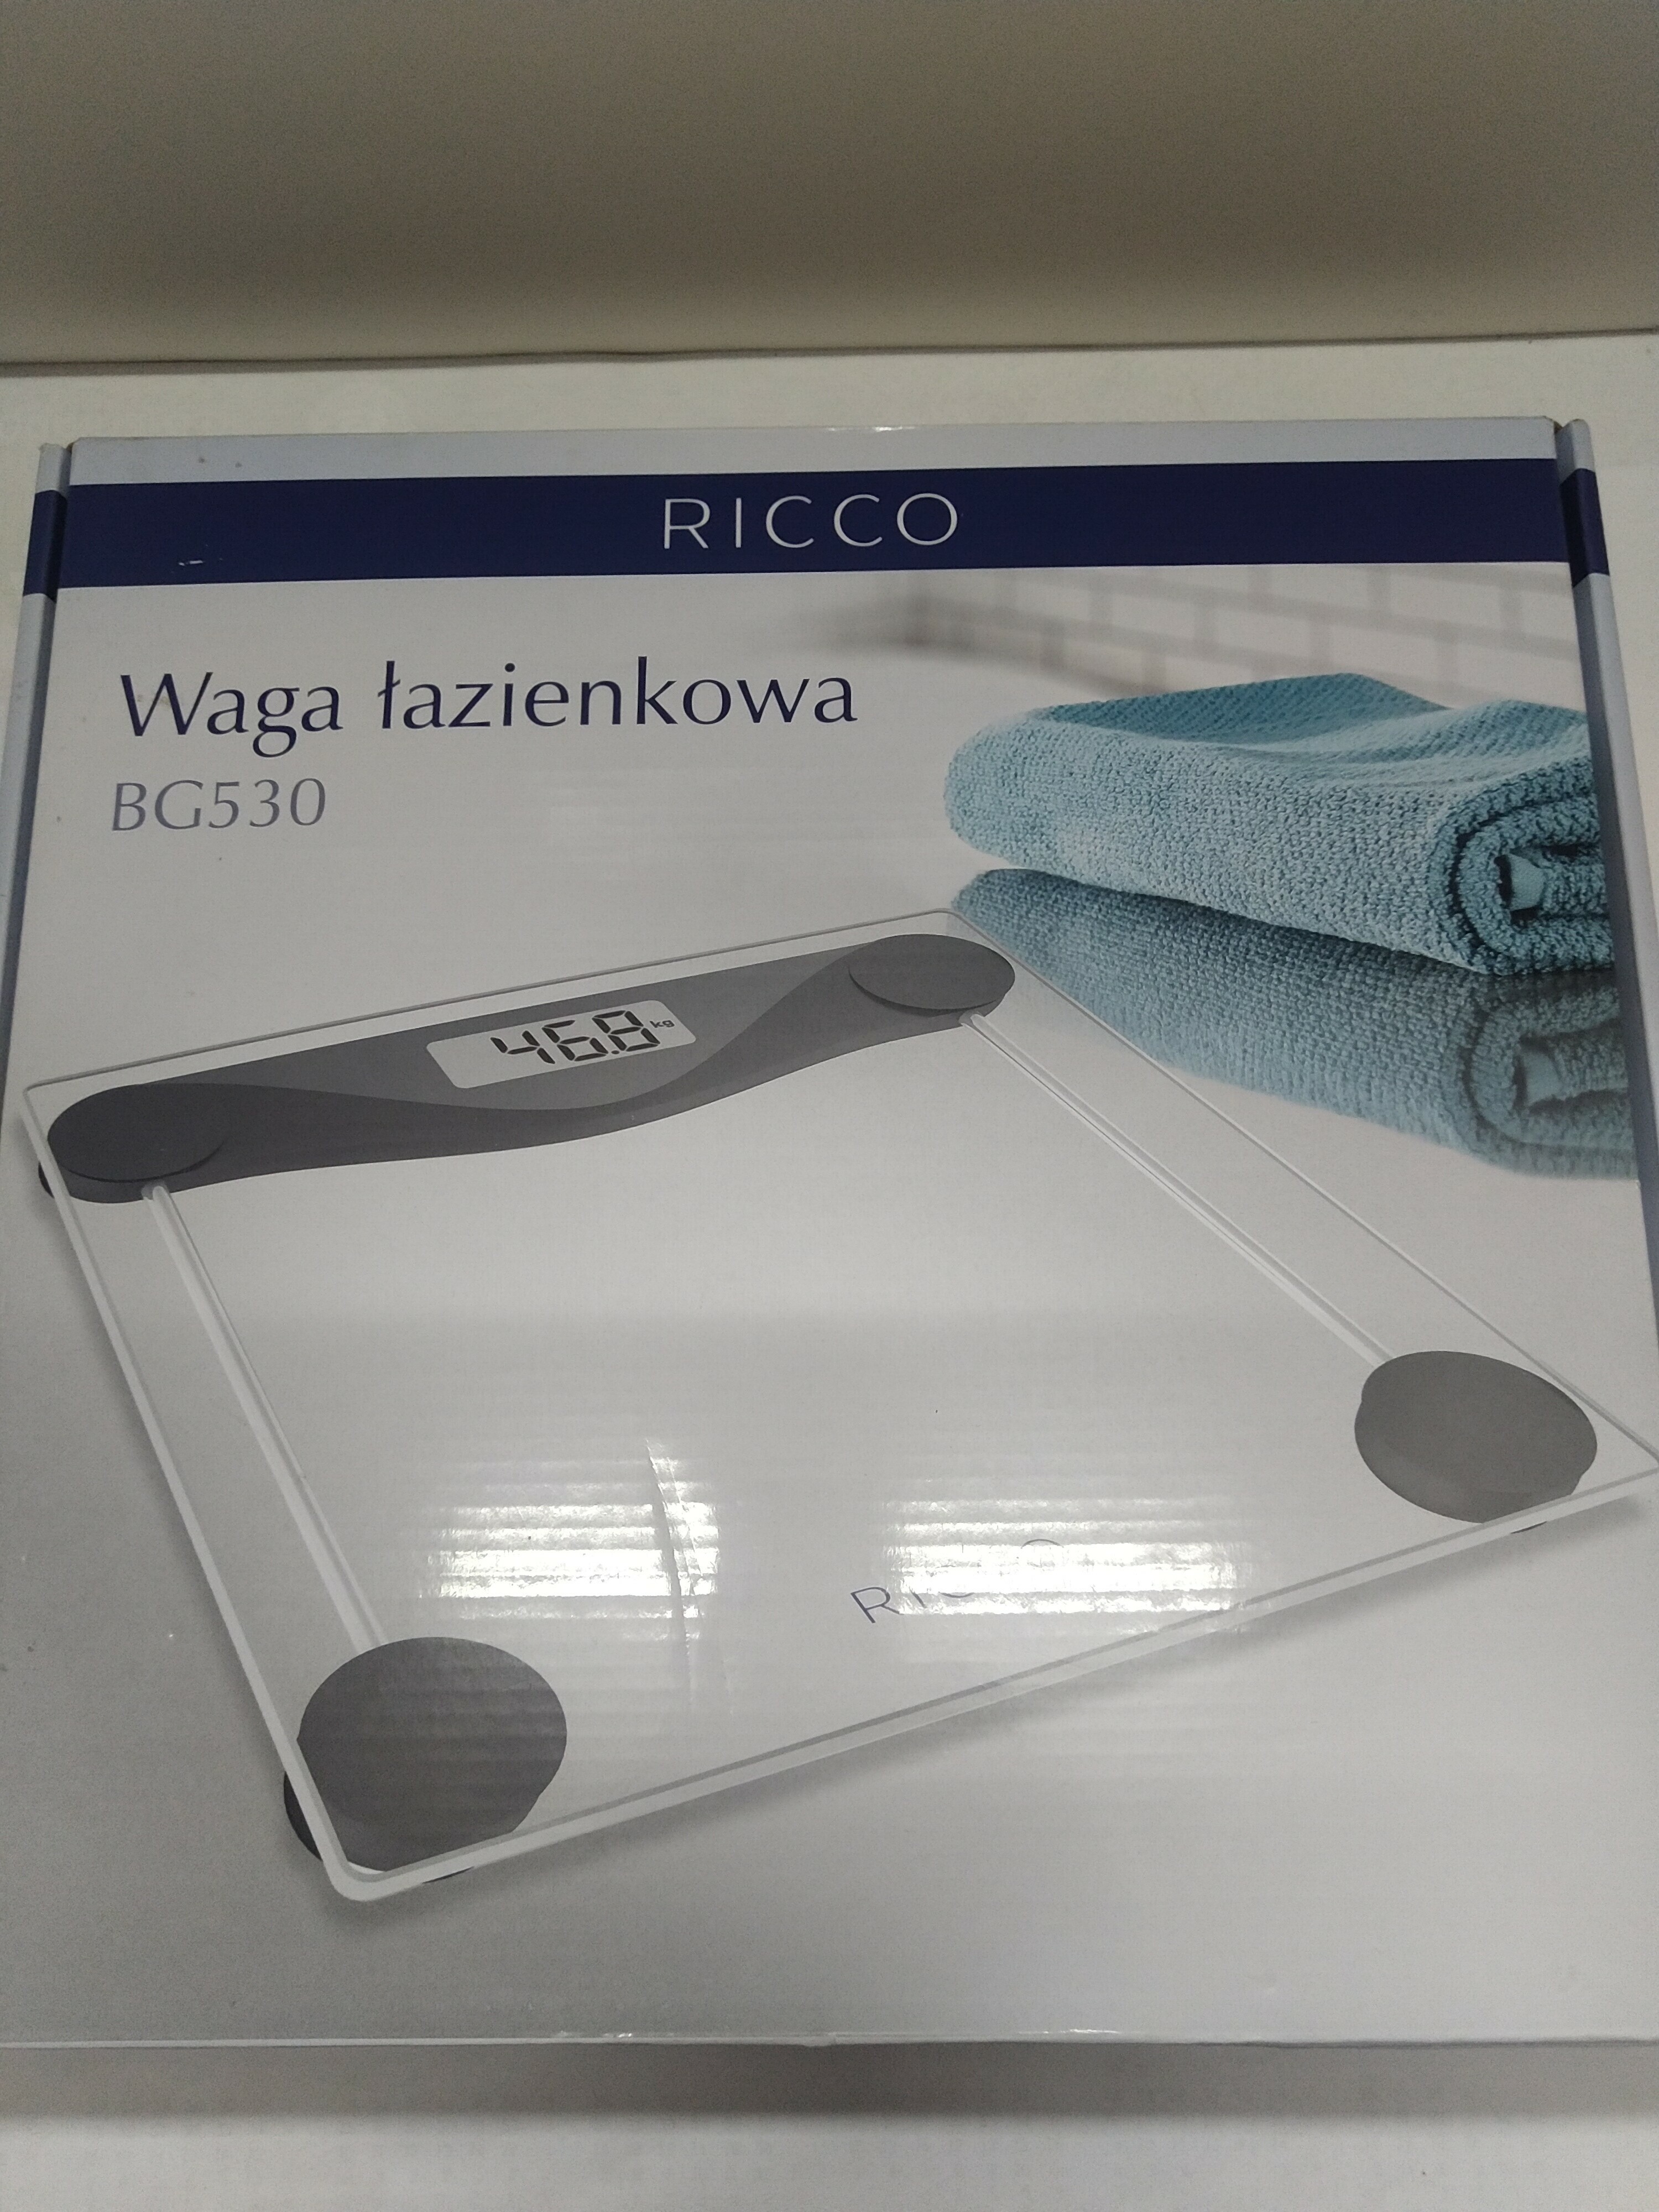 RICCO
Waga łazienkowa
BG530
46.8 kg